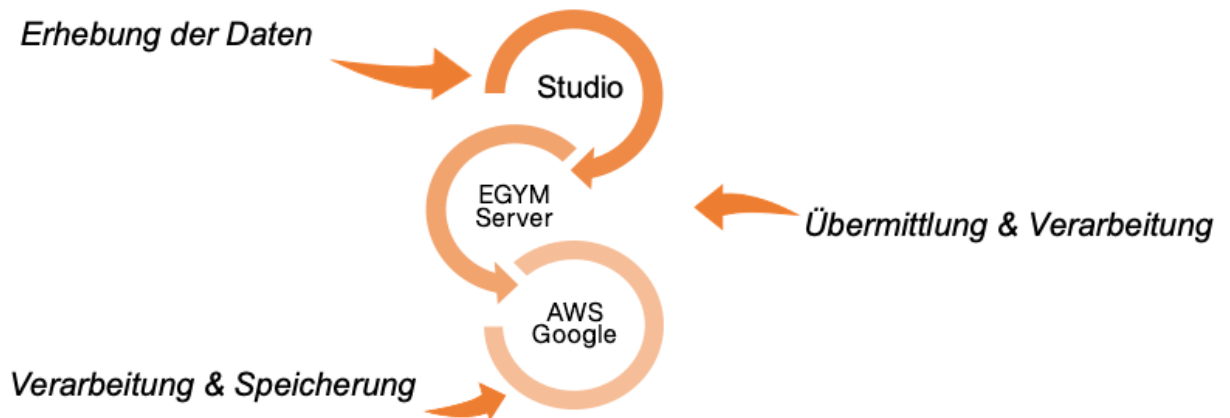 Erhebung der Daten
Studio
EGYM
Server
Übermittlung & Verarbeitung
AWS
Google
Verarbeitung & Speicherung